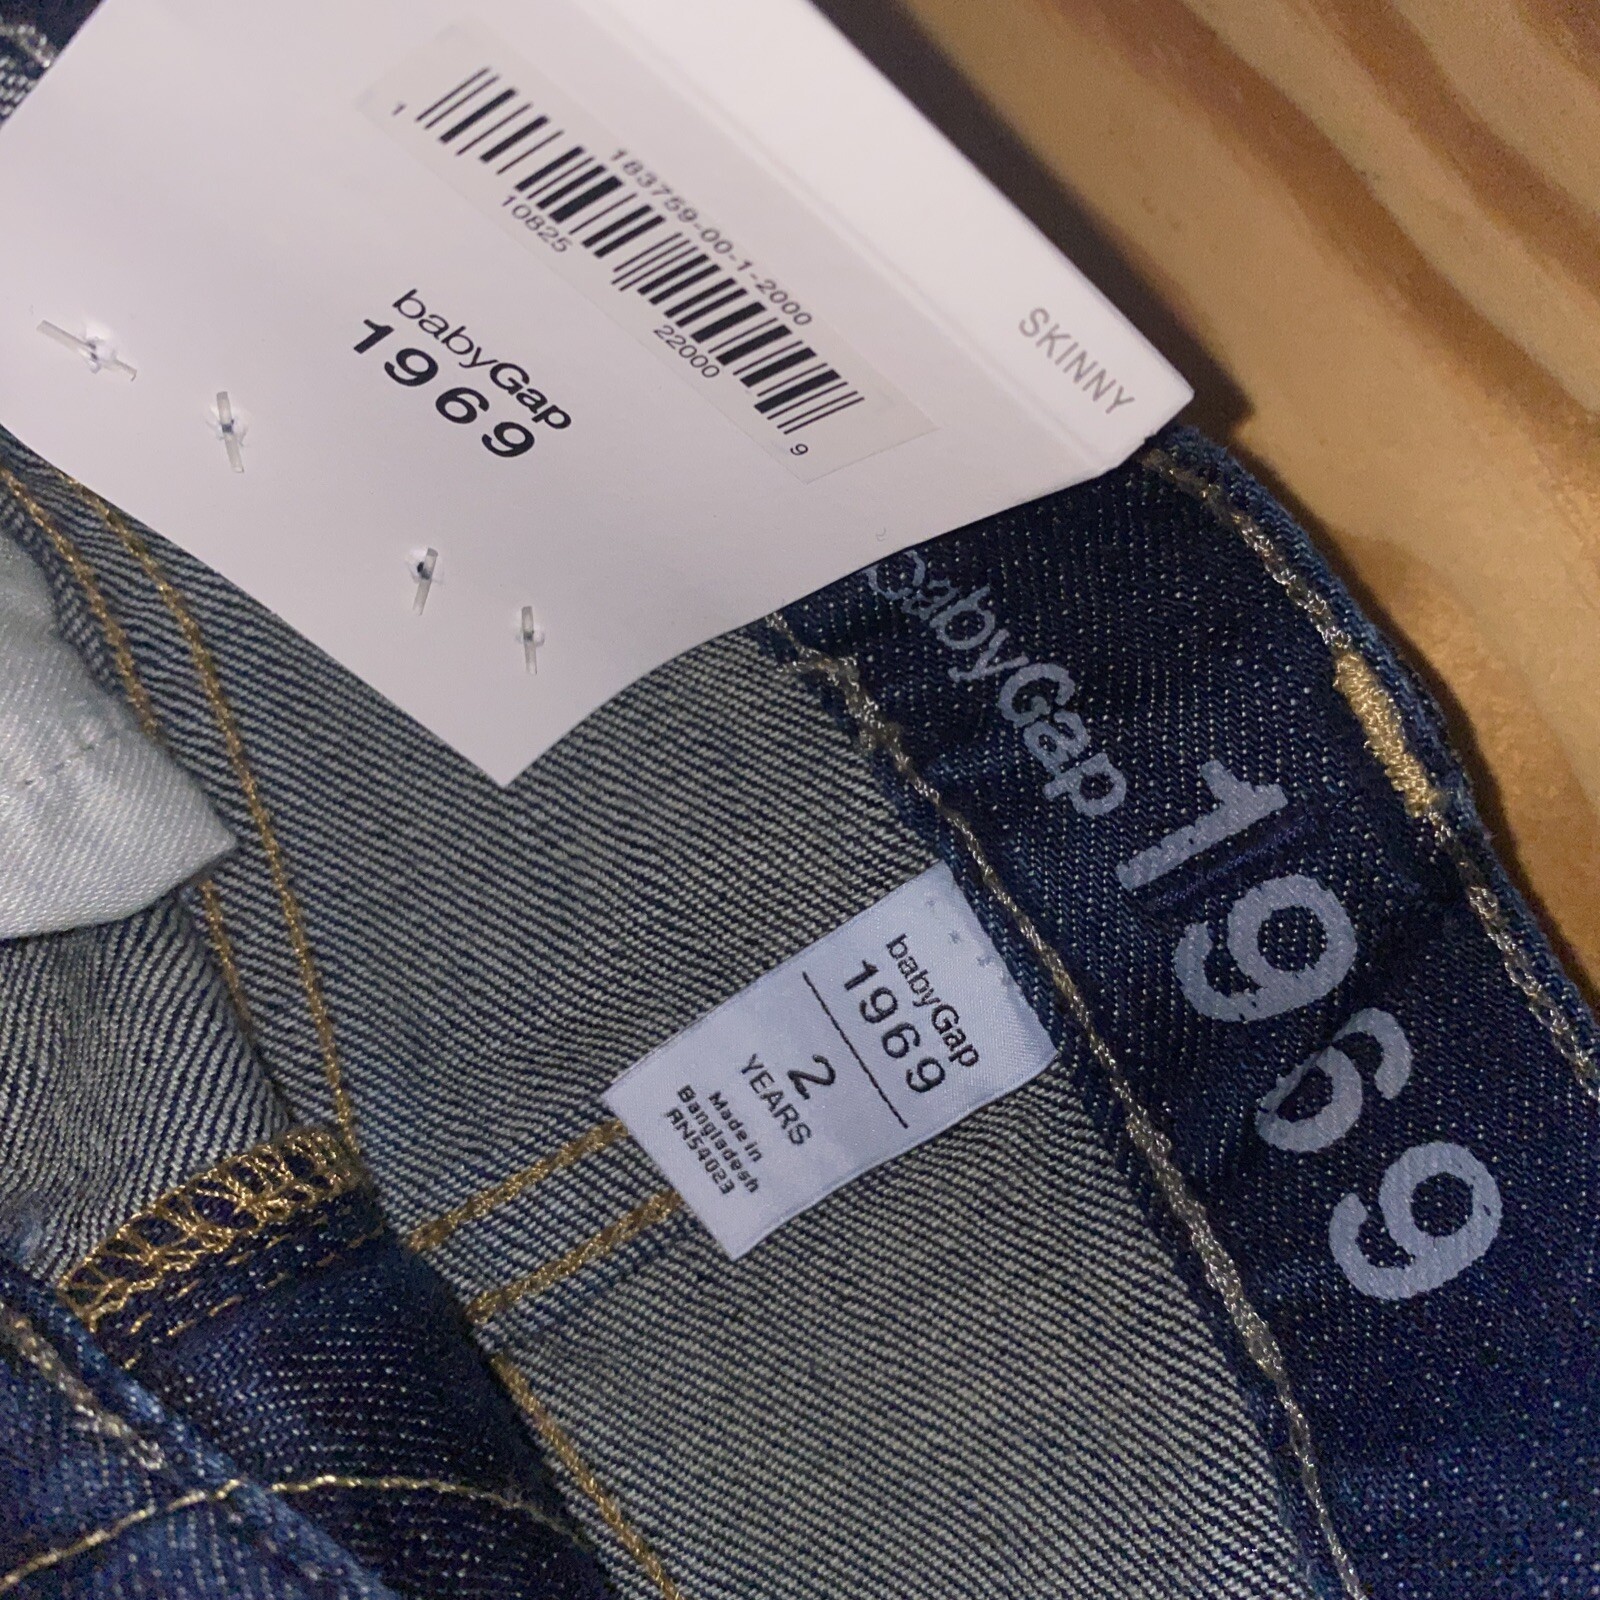 SKINNY
183759-00-1-2000
1
10825
22000
9
babyGap
1969
babyGap
1969
babyGap
1969
2
YEARS
Made in
Bangladesh
RN54023